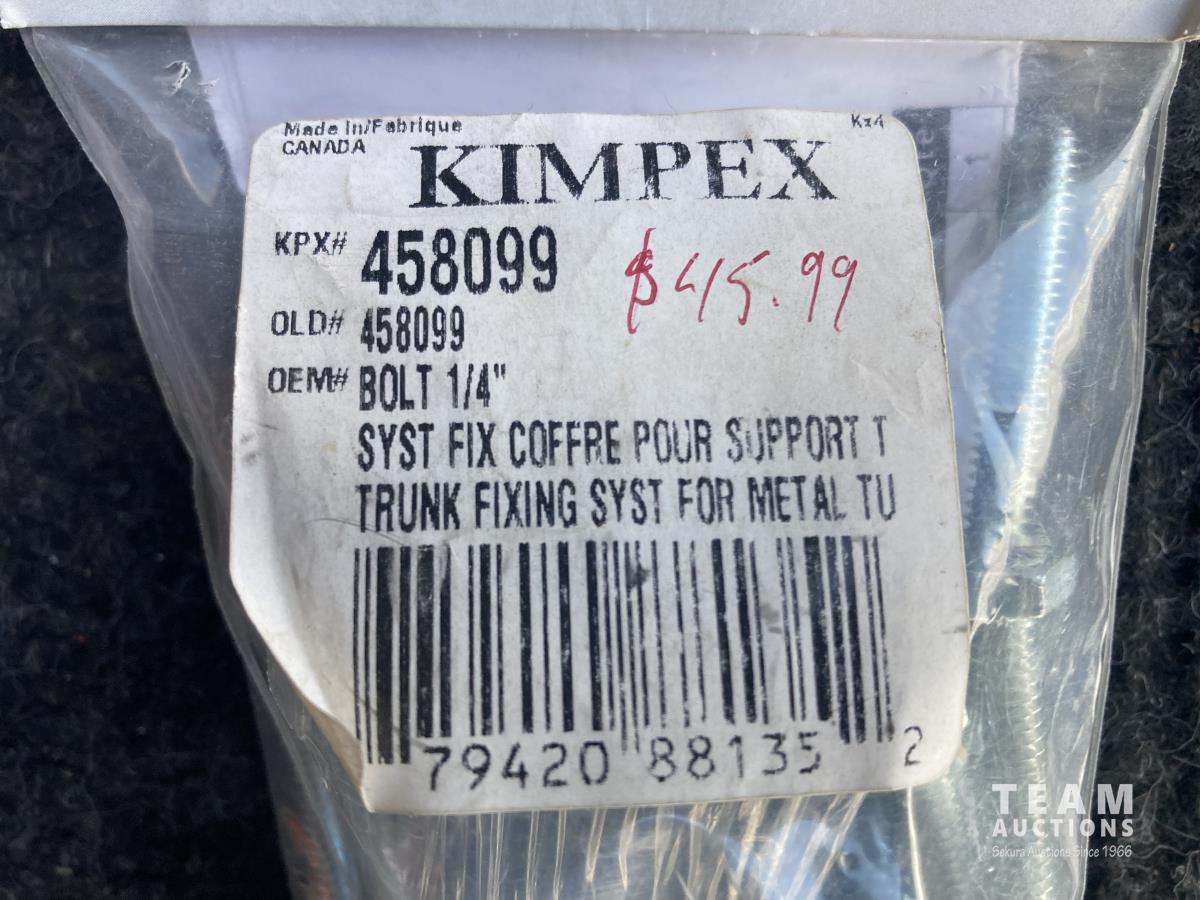 Made In/Fabrique
CANADA
Kx4
KIMPEX
KPX# 458099 $45.99
OLD# 458099
OEM# BOLT 1/4"
SYST FIX COFFRE POUR SUPPORT T
TRUNK FIXING SYST FOR METAL TU
79420 88135 2
TEAM
AUCTIONS
Sekura Auctions Since 1966